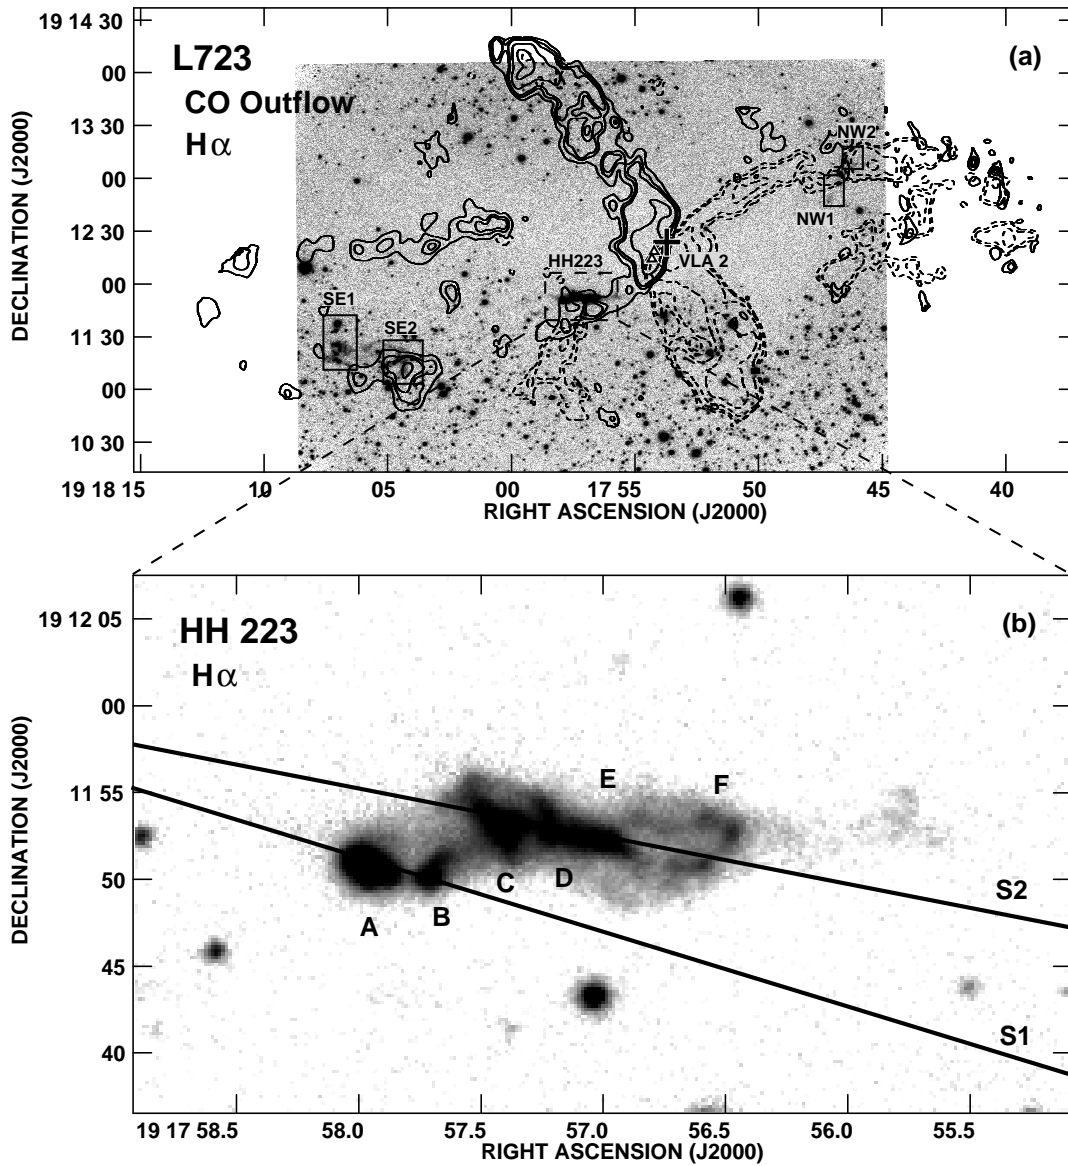 19 14 30
00
13 30
00
12 30
00
11 30
00
10 30
DECLINATION (J2000)
L723
CO Outflow
Hα
(a)
NW2
NW1
HH223
VLA 2
SE1
SE2
19 18 15
10
05
00
17 55
50
45
40
RIGHT ASCENSION (J2000)
19 12 05
00
11 55
50
45
40
DECLINATION (J2000)
HH 223
Hα
(b)
E
F
C
D
A
B
S2
S1
19 17 58.5
58.0
57.5
57.0
56.5
56.0
55.5
RIGHT ASCENSION (J2000)